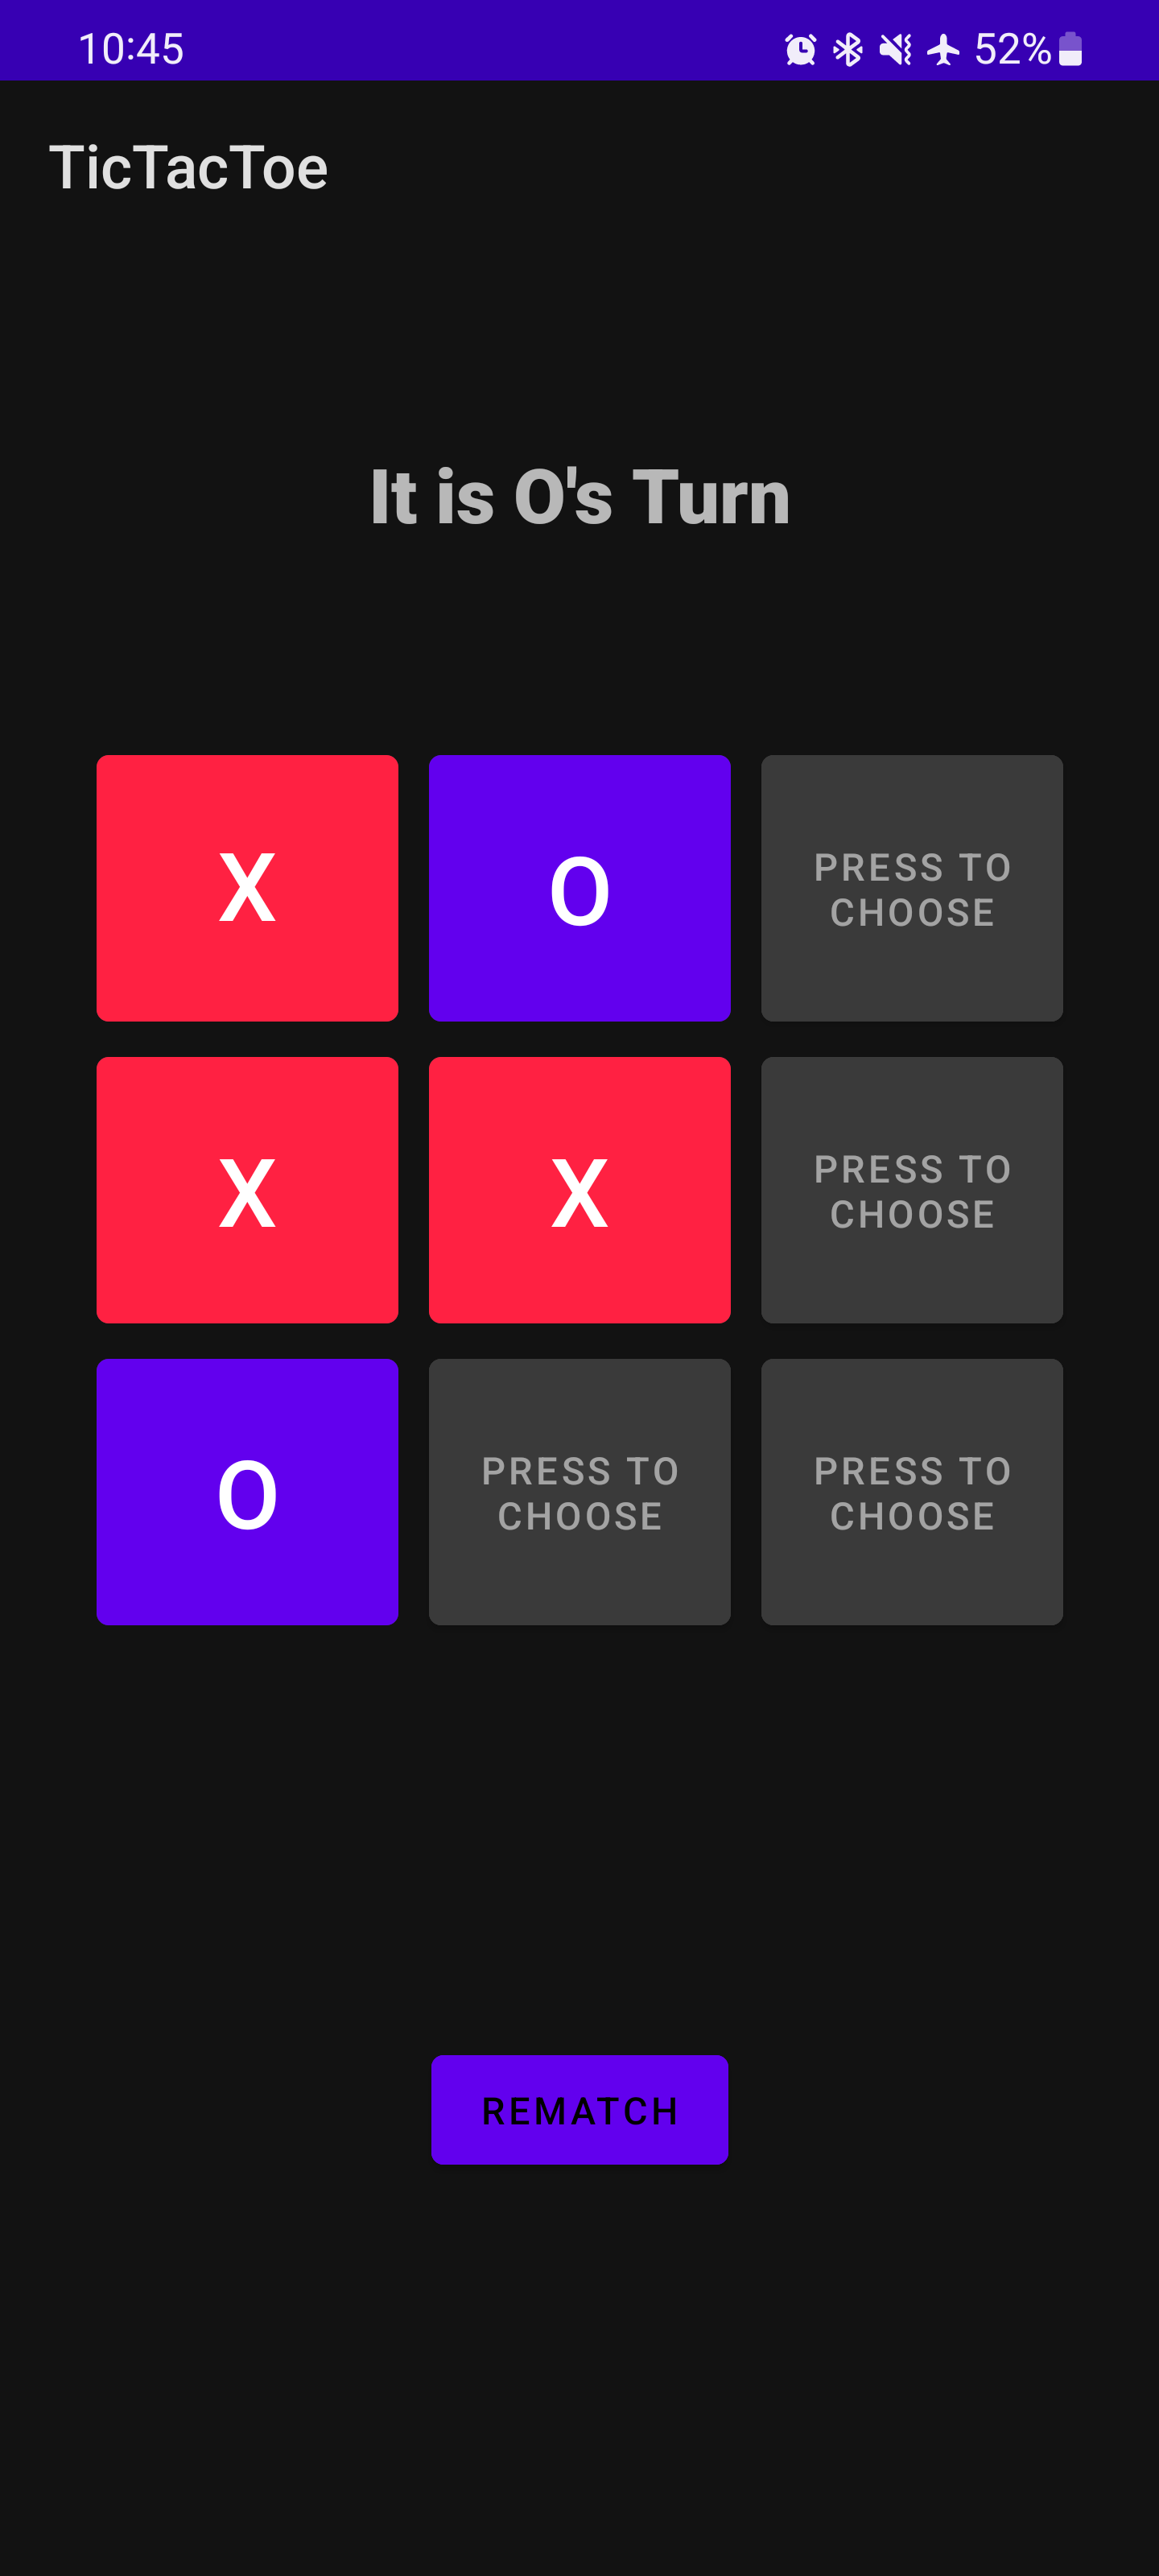 10:45
52%
TicTacToe
It is O's Turn
X
O
PRESS TO
CHOOSE
X
X
PRESS TO
CHOOSE
O
PRESS TO
CHOOSE
PRESS TO
CHOOSE
REMATCH